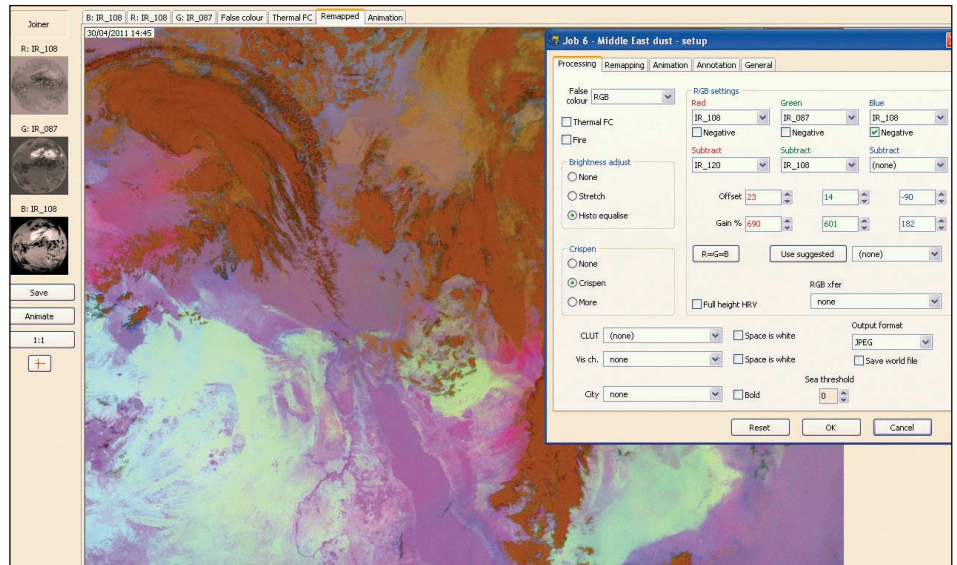 Joiner
R: IR_108
G: IR_087
B: IR_108
Save
Animate
1:1
B: IR_108 R: IR_108 G: IR_087 False colour Thermal FC Remapped Animation
30/04/2011 14:45
Job 6 - Middle East dust - setup
Processing Remapping Animation Annotation General
False colour RGB
Thermal FC
Fire
Brightness adjust
None
Stretch
Histo equalise
Crispen
None
Crispen
More
RGB settings
Red Green Blue
IR_108 IR_087 IR_108
Negative Negative Negative
Subtract Subtract Subtract
IR_120 IR_108 (none)
Offset 23 14 -90
Gain % 690 601 182
R=G=B Use suggested (none)
RGB xfer
Full height HRV none
CLUT (none) Space is white
Output format
JPEG
Vis ch. none Space is white
Save world file
Sea threshold
City none Bold 0
Reset OK Cancel